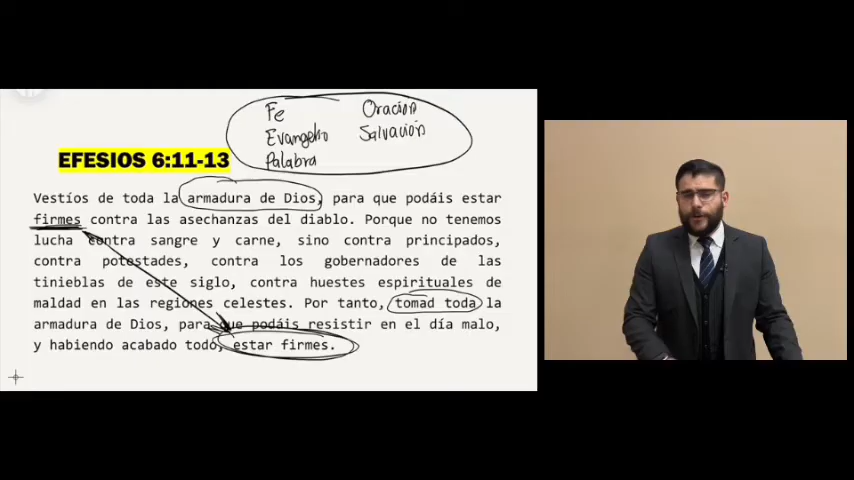 Fe Oracion
Evangelio Salvación
Palabra
EFESIOS 6:11-13
Vestíos de toda la armadura de Dios, para que podáis estar
firmes contra las asechanzas del diablo. Porque no tenemos
lucha contra sangre y carne, sino contra principados,
contra potestades, contra los gobernadores de las
tinieblas de este siglo, contra huestes espirituales de
maldad en las regiones celestes. Por tanto, tomad toda la
armadura de Dios, para que podáis resistir en el día malo,
y habiendo acabado todo, estar firmes.